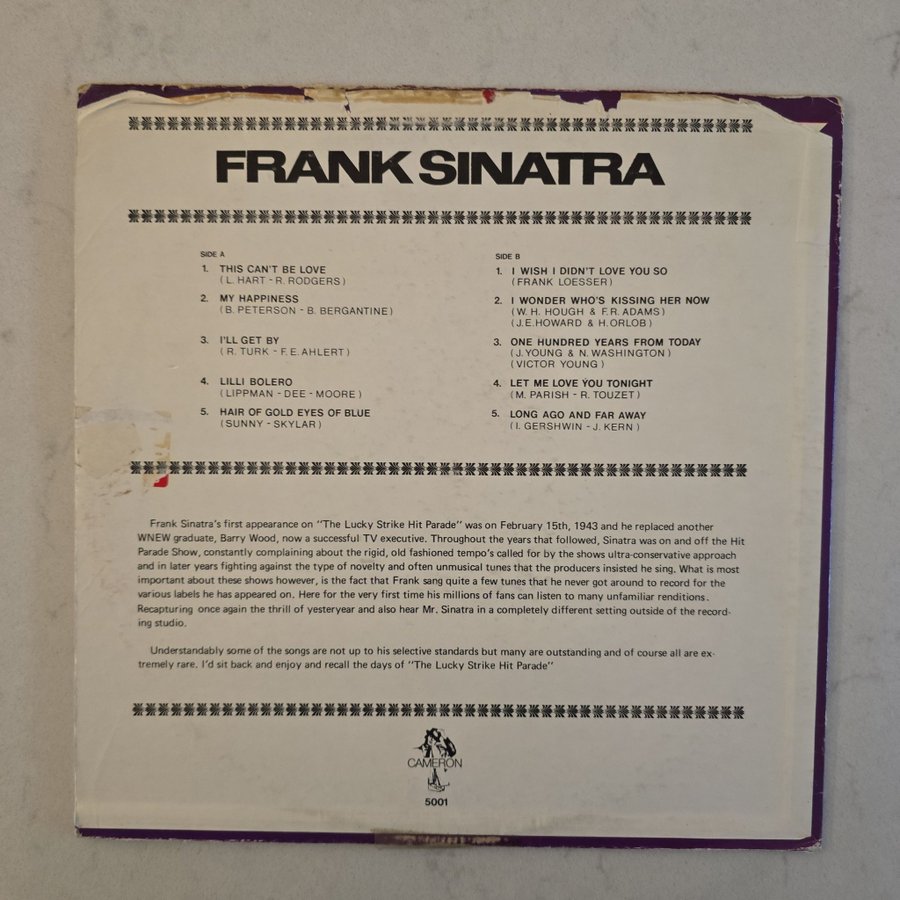 FRANK SINATRA
SIDE A
1. THIS CAN'T BE LOVE
(L. HART - R. RODGERS)
2. MY HAPPINESS
(B. PETERSON - B. BERGANTINE)
3. I'LL GET BY
(R. TURK - F.E. AHLERT)
4. LILLI BOLERO
(LIPPMAN - DEE - MOORE)
5. HAIR OF GOLD EYES OF BLUE
(SUNNY - SKYLAR)
SIDE B
1. I WISH I DIDN'T LOVE YOU SO
(FRANK LOESSER)
2. I WONDER WHO'S KISSING HER NOW
(W.H. HOUGH & F.R. ADAMS)
(J.E. HOWARD & H. ORLOB)
3. ONE HUNDRED YEARS FROM TODAY
(J. YOUNG & N. WASHINGTON)
(VICTOR YOUNG)
4. LET ME LOVE YOU TONIGHT
(M. PARISH - R. TOUZET)
5. LONG AGO AND FAR AWAY
(I. GERSHWIN - J. KERN)
Frank Sinatra's first appearance on "The Lucky Strike Hit Parade" was on February 15th, 1943 and he replaced another
WNEW graduate, Barry Wood, now a successful TV executive. Throughout the years that followed, Sinatra was on and off the Hit
Parade Show, constantly complaining about the rigid, old fashioned tempo's called for by the shows ultra-conservative approach
and in later years fighting against the type of novelty and often unmusical tunes that the producers insisted he sing. What is most
important about these shows however, is the fact that Frank sang quite a few tunes that he never got around to record for the
various labels he has appeared on. Here for the very first time his millions of fans can listen to many unfamiliar renditions.
Recapturing once again the thrill of yesteryear and also hear Mr. Sinatra in a completely different setting outside of the record-
ing studio.
Understandably some of the songs are not up to his selective standards but many are outstanding and of course all are ex-
tremely rare. I'd sit back and enjoy and recall the days of "The Lucky Strike Hit Parade"
CAMERON
5001